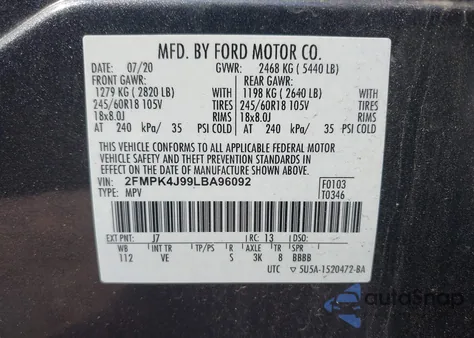 MFD. BY FORD MOTOR CO.
DATE: 07/20 GVWR: 2468 KG ( 5440 LB)
FRONT GAWR: REAR GAWR:
1279 KG ( 2820 LB) WITH 1198 KG ( 2640 LB) WITH
245/60R18 105V TIRES 245/60R18 105V TIRES
18x8.0J RIMS 18x8.0J RIMS
AT 240 kPa/ 35 PSI COLD AT 240 kPa/ 35 PSI COLD
THIS VEHICLE CONFORMS TO ALL APPLICABLE FEDERAL MOTOR
VEHICLE SAFETY AND THEFT PREVENTION STANDARDS IN
EFFECT ON THE DATE OF MANUFACTURE SHOWN ABOVE.
VIN: 2FMPK4J99LBA96092 F0103
TYPE: MPV T0346
EXT PNT: J7 RC: 13 DSO:
WB INT TR TP/PS R AXLE TR SPR
112 VE S 3K 8 BBBB
UTC 5U5A-1520472-BA
autoSnap